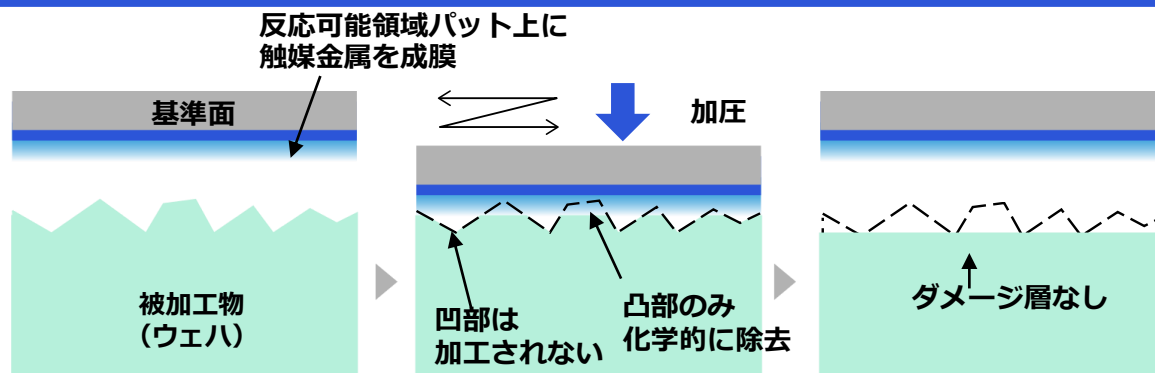 反応可能領域パット上に
触媒金属を成膜
基準面
加圧
被加工物
（ウェハ）
凹部は
加工されない
凸部のみ
化学的に除去
ダメージ層なし